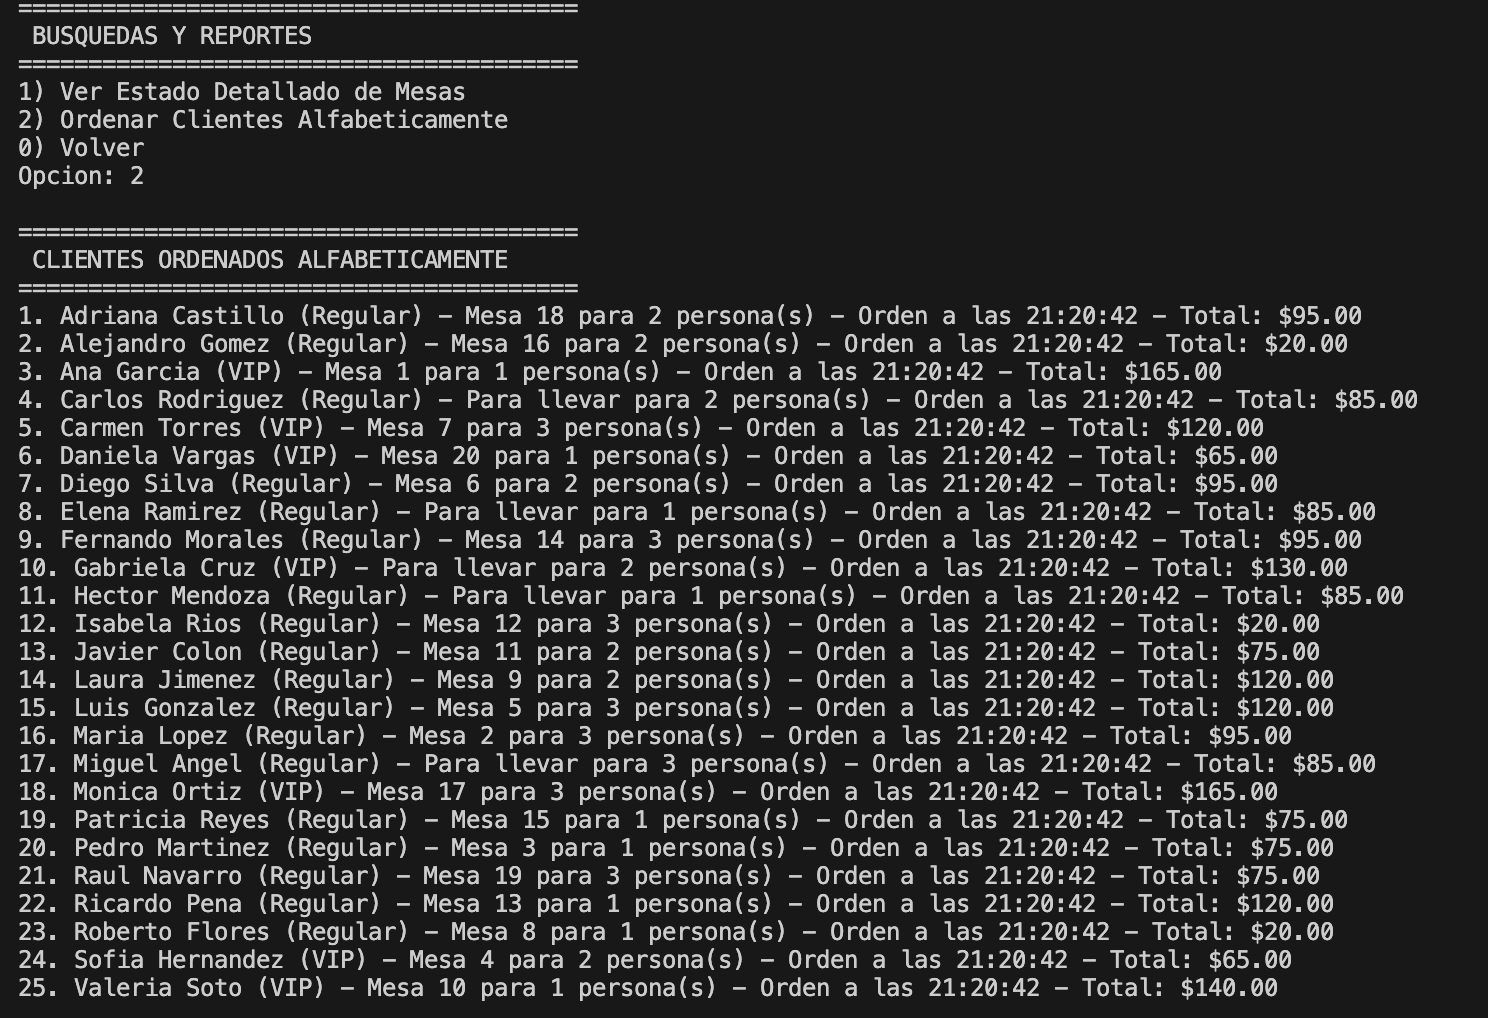 ========================================
BUSQUEDAS Y REPORTES
========================================
1) Ver Estado Detallado de Mesas
2) Ordenar Clientes Alfabeticamente
0) Volver
Opcion: 2
========================================
CLIENTES ORDENADOS ALFABETICAMENTE
========================================
1. Adriana Castillo (Regular) – Mesa 18 para 2 persona(s) – Orden a las 21:20:42 – Total: $95.00
2. Alejandro Gomez (Regular) – Mesa 16 para 2 persona(s) – Orden a las 21:20:42 – Total: $20.00
3. Ana Garcia (VIP) – Mesa 1 para 1 persona(s) – Orden a las 21:20:42 – Total: $165.00
4. Carlos Rodriguez (Regular) – Para llevar para 2 persona(s) – Orden a las 21:20:42 – Total: $85.00
5. Carmen Torres (VIP) – Mesa 7 para 3 persona(s) – Orden a las 21:20:42 – Total: $120.00
6. Daniela Vargas (VIP) – Mesa 20 para 1 persona(s) – Orden a las 21:20:42 – Total: $65.00
7. Diego Silva (Regular) – Mesa 6 para 2 persona(s) – Orden a las 21:20:42 – Total: $95.00
8. Elena Ramirez (Regular) – Para llevar para 1 persona(s) – Orden a las 21:20:42 – Total: $85.00
9. Fernando Morales (Regular) – Mesa 14 para 3 persona(s) – Orden a las 21:20:42 – Total: $95.00
10. Gabriela Cruz (VIP) – Para llevar para 2 persona(s) – Orden a las 21:20:42 – Total: $130.00
11. Hector Mendoza (Regular) – Para llevar para 1 persona(s) – Orden a las 21:20:42 – Total: $85.00
12. Isabela Rios (Regular) – Mesa 12 para 3 persona(s) – Orden a las 21:20:42 – Total: $20.00
13. Javier Colon (Regular) – Mesa 11 para 2 persona(s) – Orden a las 21:20:42 – Total: $75.00
14. Laura Jimenez (Regular) – Mesa 9 para 2 persona(s) – Orden a las 21:20:42 – Total: $120.00
15. Luis Gonzalez (Regular) – Mesa 5 para 3 persona(s) – Orden a las 21:20:42 – Total: $120.00
16. Maria Lopez (Regular) – Mesa 2 para 3 persona(s) – Orden a las 21:20:42 – Total: $95.00
17. Miguel Angel (Regular) – Para llevar para 3 persona(s) – Orden a las 21:20:42 – Total: $85.00
18. Monica Ortiz (VIP) – Mesa 17 para 3 persona(s) – Orden a las 21:20:42 – Total: $165.00
19. Patricia Reyes (Regular) – Mesa 15 para 1 persona(s) – Orden a las 21:20:42 – Total: $75.00
20. Pedro Martinez (Regular) – Mesa 3 para 1 persona(s) – Orden a las 21:20:42 – Total: $75.00
21. Raul Navarro (Regular) – Mesa 19 para 3 persona(s) – Orden a las 21:20:42 – Total: $75.00
22. Ricardo Pena (Regular) – Mesa 13 para 1 persona(s) – Orden a las 21:20:42 – Total: $120.00
23. Roberto Flores (Regular) – Mesa 8 para 1 persona(s) – Orden a las 21:20:42 – Total: $20.00
24. Sofia Hernandez (VIP) – Mesa 4 para 2 persona(s) – Orden a las 21:20:42 – Total: $65.00
25. Valeria Soto (VIP) – Mesa 10 para 1 persona(s) – Orden a las 21:20:42 – Total: $140.00